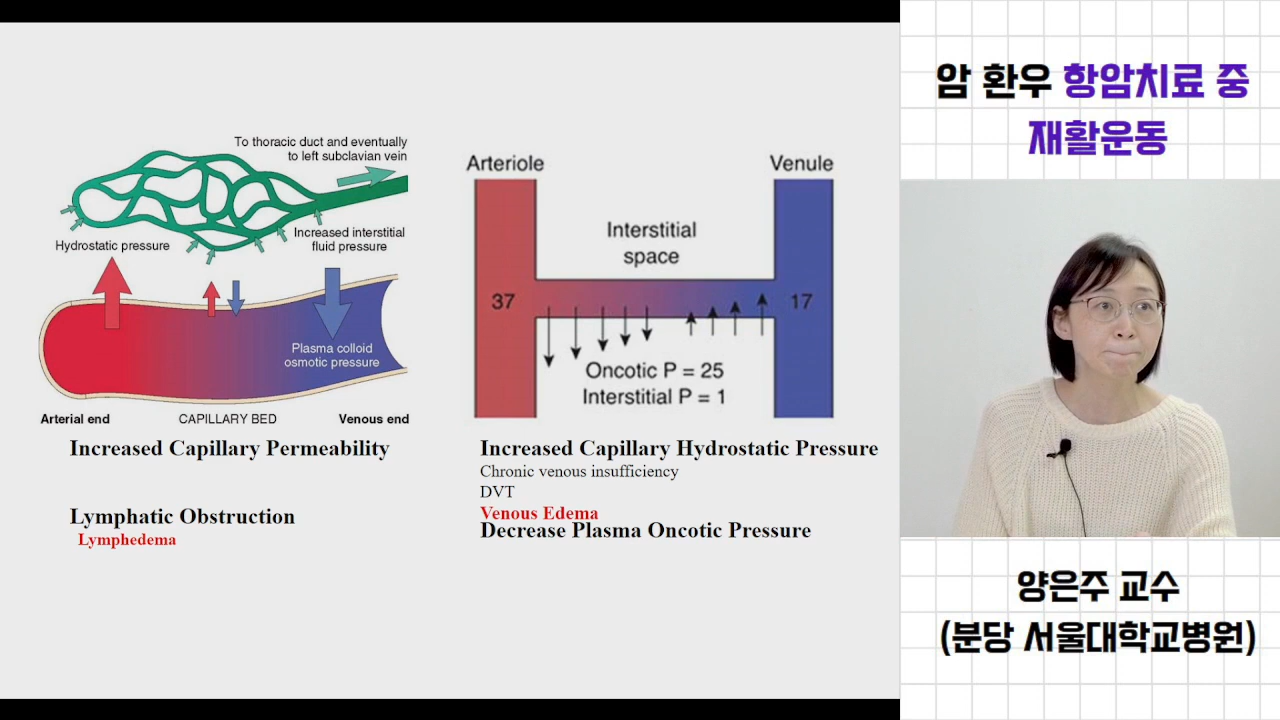 To thoracic duct and eventually
to left subclavian vein
Hydrostatic pressure
Increased interstitial
fluid pressure
Plasma colloid
osmotic pressure
Arterial end
CAPILLARY BED
Venous end
Increased Capillary Permeability
Lymphatic Obstruction
Lymphedema
Arteriole
Venule
Interstitial
space
37
17
Oncotic P = 25
Interstitial P = 1
Increased Capillary Hydrostatic Pressure
Chronic venous insufficiency
DVT
Venous Edema
Decrease Plasma Oncotic Pressure
암 환우 항암치료 중
재활운동
양은주 교수
(분당 서울대학교병원)